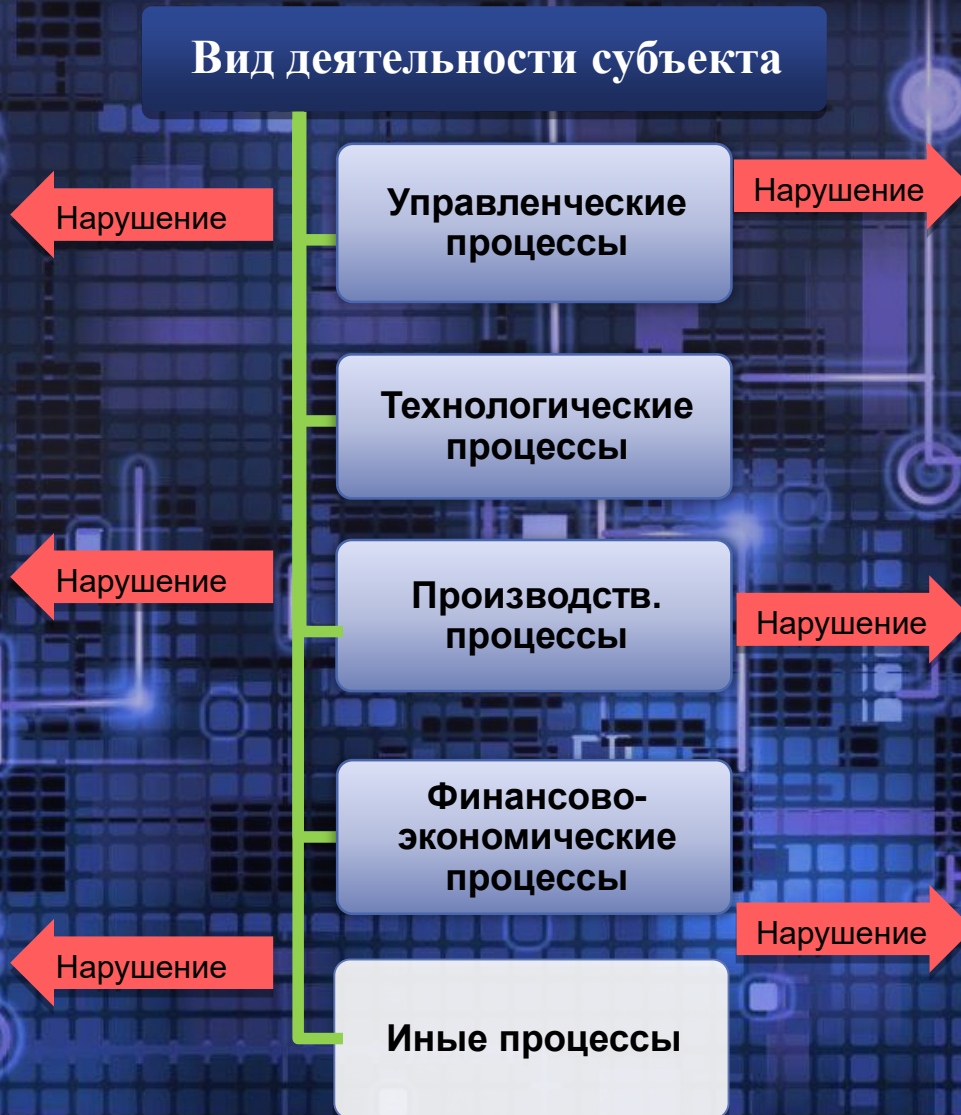 Вид деятельности субъекта
Управленческие
процессы
Нарушение
Нарушение
Технологические
процессы
Нарушение
Производств.
процессы
Нарушение
Финансово-
экономические
процессы
Нарушение
Нарушение
Иные процессы